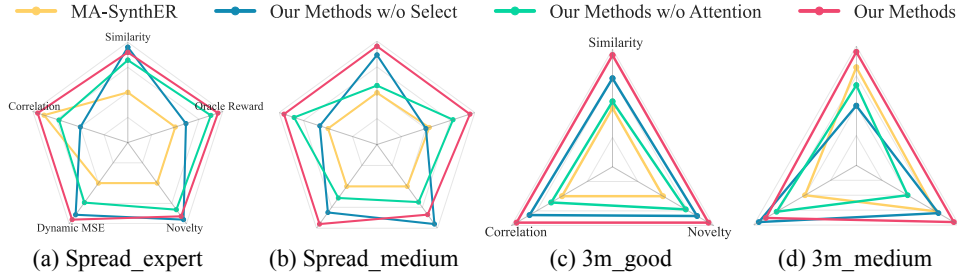 MA-SynthER
Our Methods w/o Select
Our Methods w/o Attention
Our Methods
Similarity
Correlation
Oracle Reward
Dynamic MSE
Novelty
Similarity
Correlation
Novelty
(a) Spread_expert
(b) Spread_medium
(c) 3m_good
(d) 3m_medium